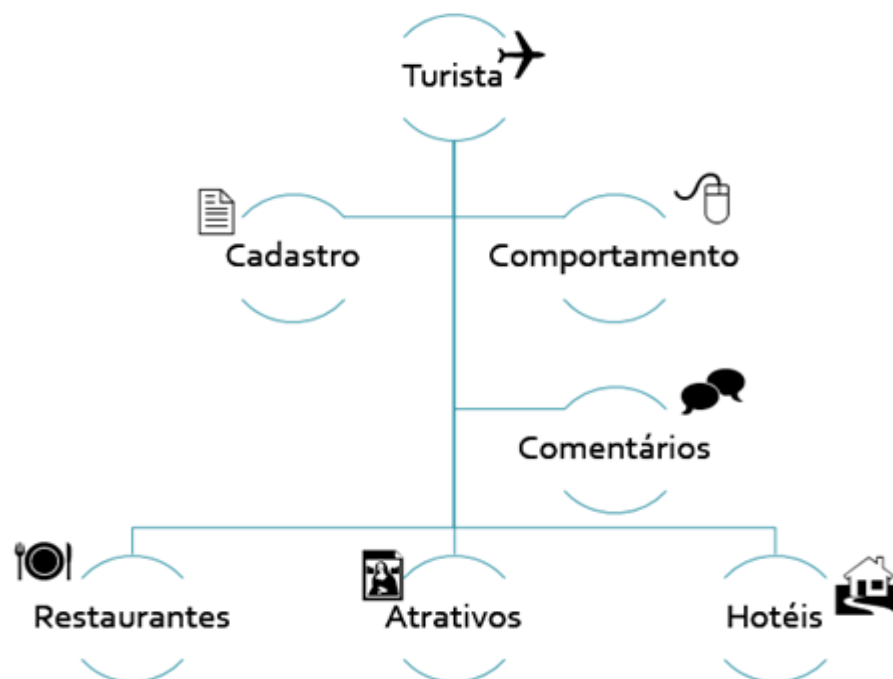 Turista
Cadastro
Comportamento
Comentários
Restaurantes
Atrativos
Hotéis